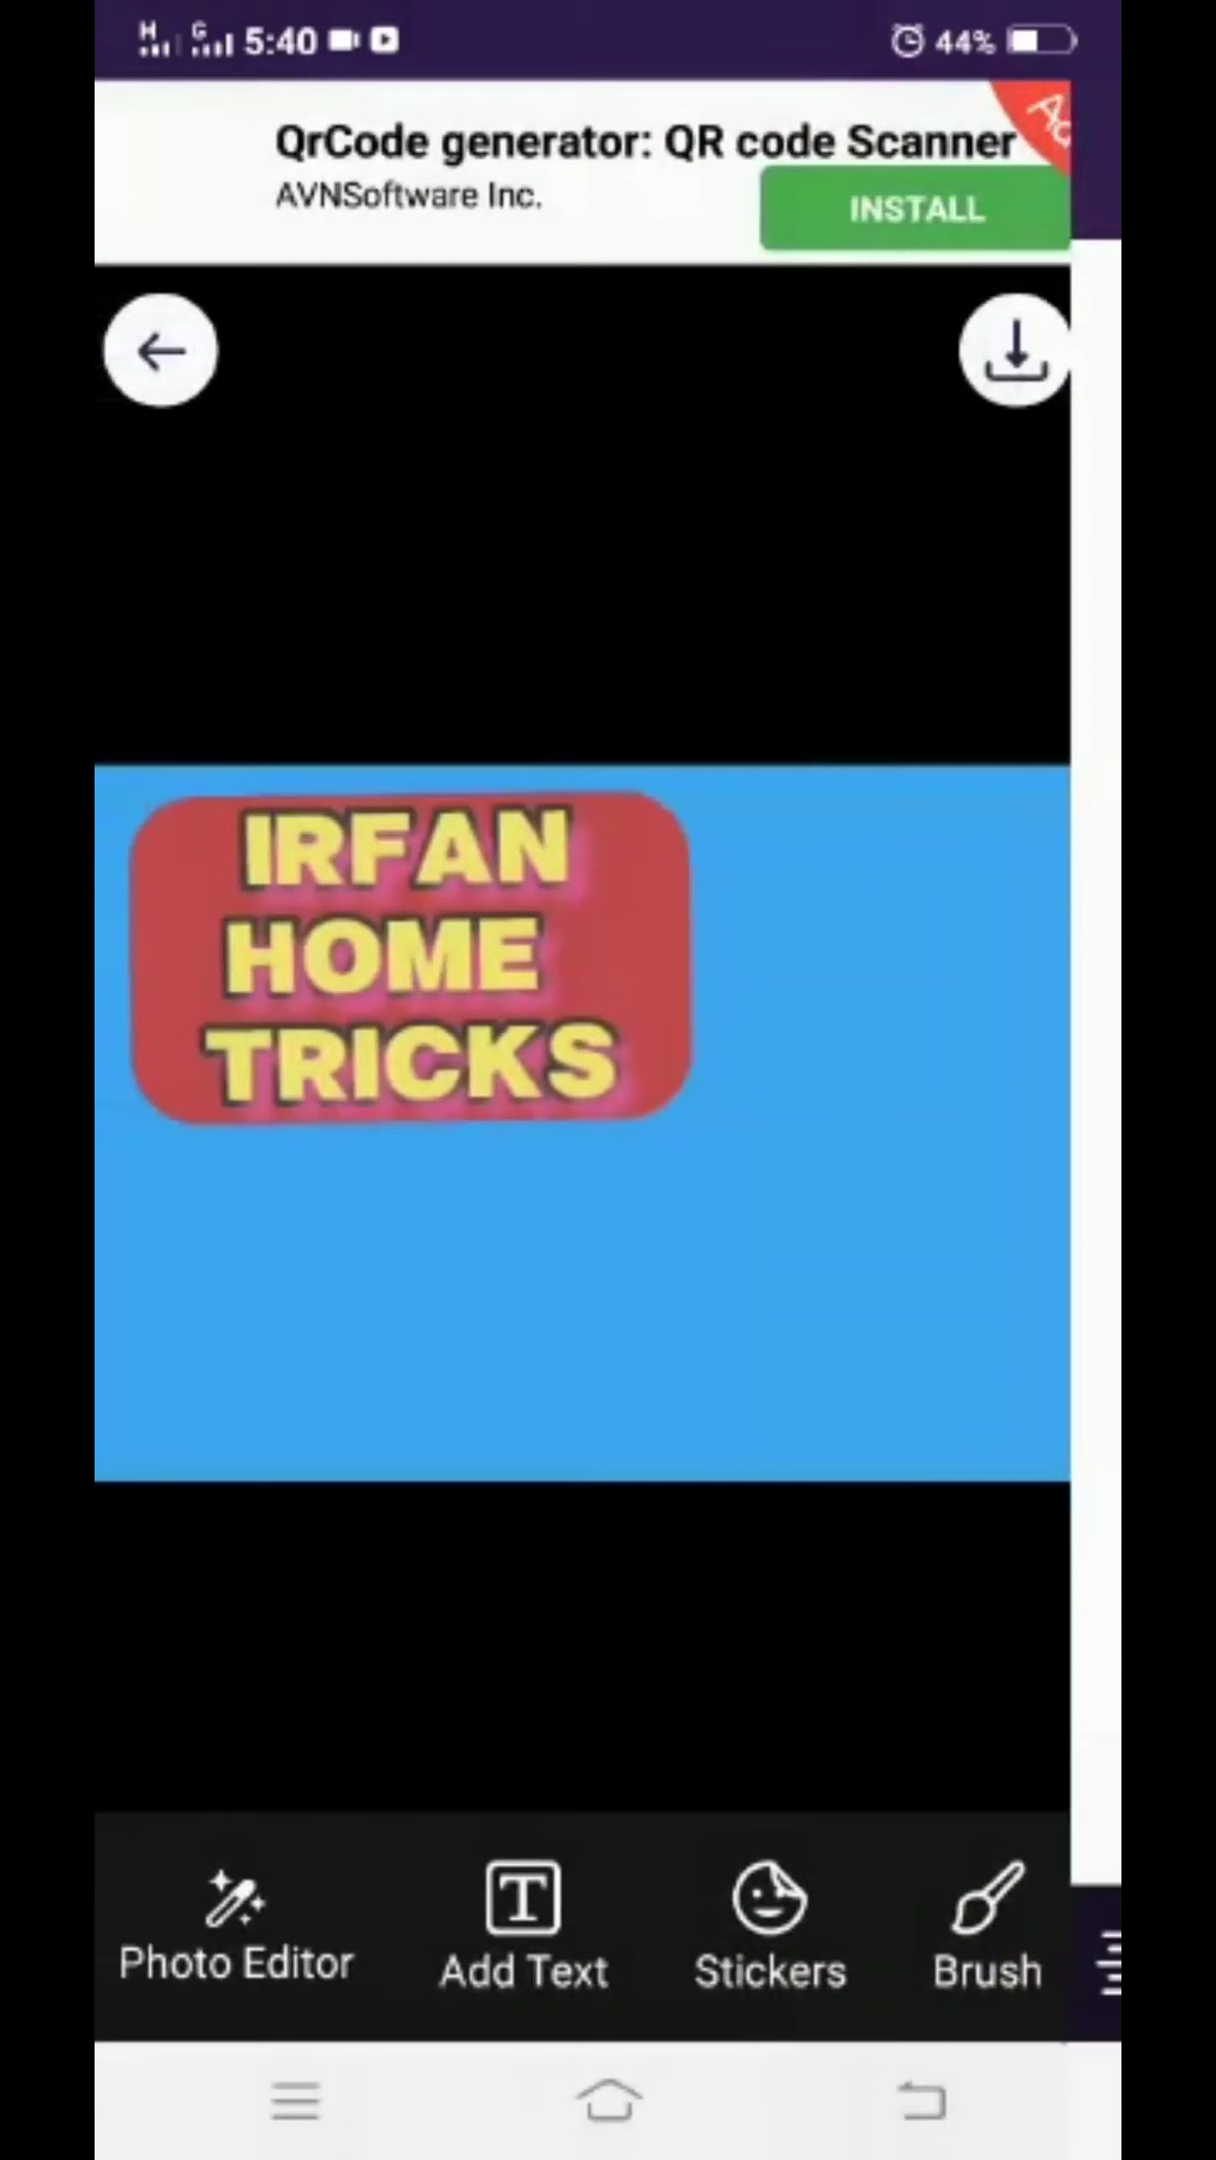 H G 5:40 44%
QrCode generator: QR code Scanner
AVNSoftware Inc.
INSTALL
IRFAN
HOME
TRICKS
Photo Editor Add Text Stickers Brush